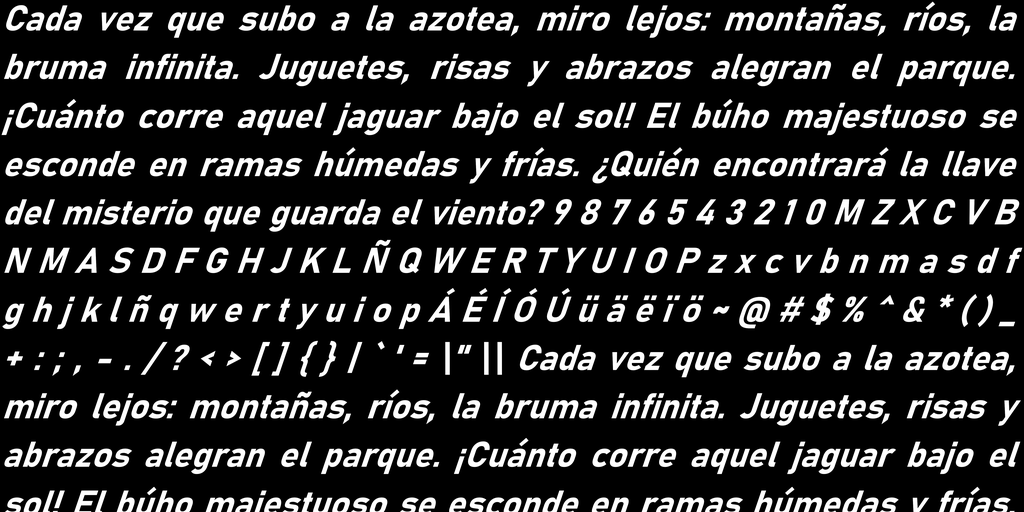 Cada vez que subo a la azotea, miro lejos: montañas, ríos, la
bruma infinita. Juguetes, risas y abrazos alegran el parque.
¡Cuánto corre aquel jaguar bajo el sol! El búho majestuoso se
esconde en ramas húmedas y frías. ¿Quién encontrará la llave
del misterio que guarda el viento? 9 8 7 6 5 4 3 2 1 0 M Z X C V B
N M A S D F G H J K L Ñ Q W E R T Y U I O P z x c v b n m a s d f
g h j k l ñ q w e r t y u i o p Á É Í Ó Ú ü ä ë ï ö ~ @ # $ % ^ & * ( ) _
+ : ; , - . / ? < > [ ] { } | ` ' = \" \\ Cada vez que subo a la azotea,
miro lejos: montañas, ríos, la bruma infinita. Juguetes, risas y
abrazos alegran el parque. ¡Cuánto corre aquel jaguar bajo el
sol! El búho majestuoso se esconde en ramas húmedas y frías.